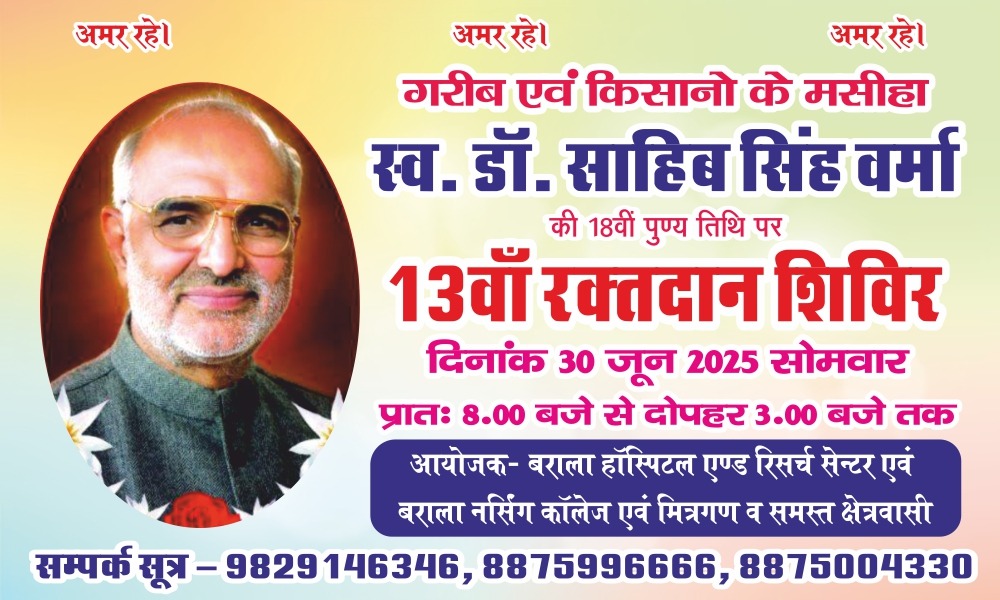 अमर रहे। अमर रहे। अमर रहे।
गरीब एवं किसानो के मसीहा
स्व. डॉ. साहिब सिंह वर्मा
की 18वीं पुण्य तिथि पर
13वाँ रक्तदान शिविर
दिनांक 30 जून 2025 सोमवार
प्रातः 8.00 बजे से दोपहर 3.00 बजे तक
आयोजक- बराला हॉस्पिटल एण्ड रिसर्च सेन्टर एवं
बराला नर्सिंग कॉलेज एवं मित्रगण व समस्त क्षेत्रवासी
सम्पर्क सूत्र – 9829146346, 8875996666, 8875004330